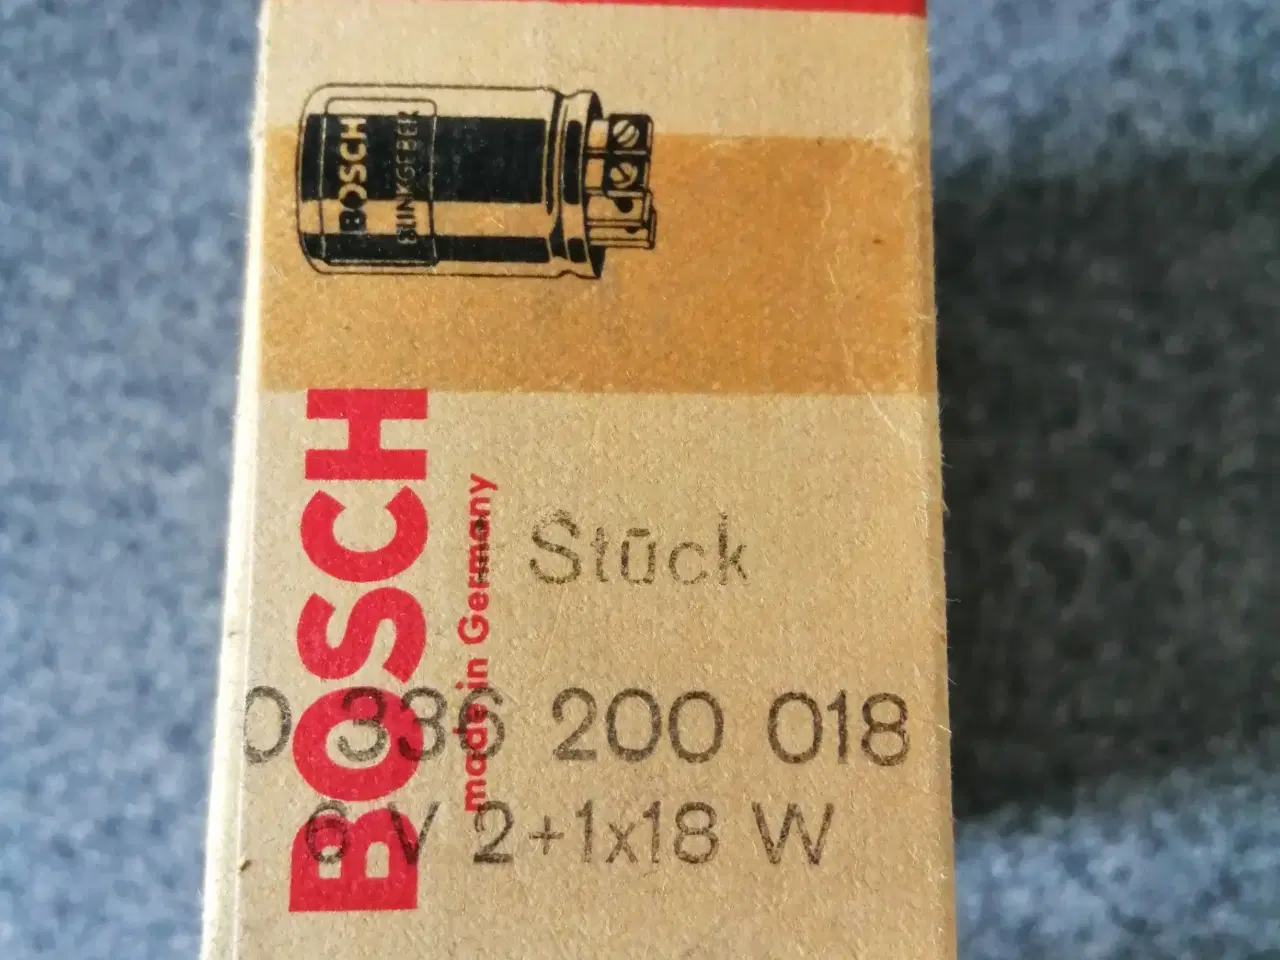 BOSCH
BLINKGEBER
BOSCH
made in Germany
Stück
0 336 200 018
6 V 2+1x18 W